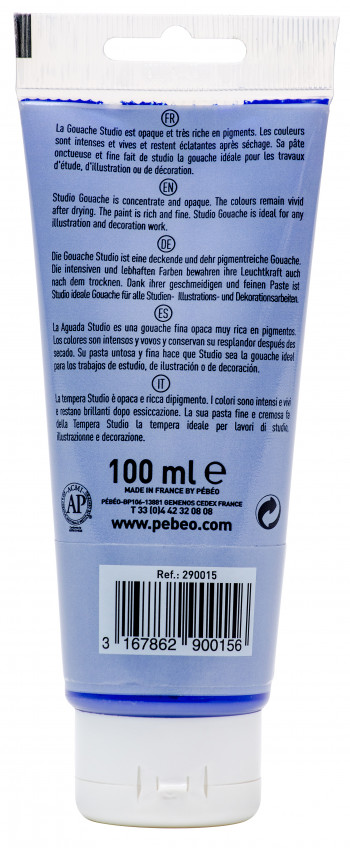 FR
La Gouache Studio est opaque et très riche en pigments. Les couleurs
sont intenses et vives et restent éclatantes après séchage. Sa pâte
onctueuse et fine fait de studio la gouache idéale pour les travaux
d'étude, d'illustration ou de décoration.
EN
Studio Gouache is concentrate and opaque. The colours remain vivid
after drying. The paint is rich and fine. Studio Gouache is ideal for any
illustration and decoration work.
DE
Die Gouache Studio ist eine deckende und dehr pigmentreiche Gouache.
Die intensiven und lebhaften Farben bewahren ihre Leuchtkraft auch
nach dem trocknen. Dank ihrer geschmeidigen und feinen Paste ist
Studio ideale Gouache für alle Studien- Illustrations- und Dekorationsarbeiten.
ES
La Aguada Studio es una gouache fina opaca muy rica en pigmentos.
Los colores son intensos y vovos y conservan su resplandor después des
secado. Su pasta untosa y fina hace que Studio sea la gouache ideal
para los trabajos de estudio, de ilustración o de decoración.
IT
La tempera Studio è opaca e ricca dipigmento. I colori sono intensi e vivi
e restano brillanti dopo essiccazione. La sua pasta fine e cremosa fa
della Tempera Studio la tempera ideale per lavori di studio,
illustrazione e decorazione.
100 ml e
MADE IN FRANCE BY PÉBÉO
PÉBÉO-BP106-13881 GEMENOS CEDEX FRANCE
T 33 (0)4 42 32 08 08
www.pebeo.com
ACMI
AP
Ref.: 290015
3 167862 900156